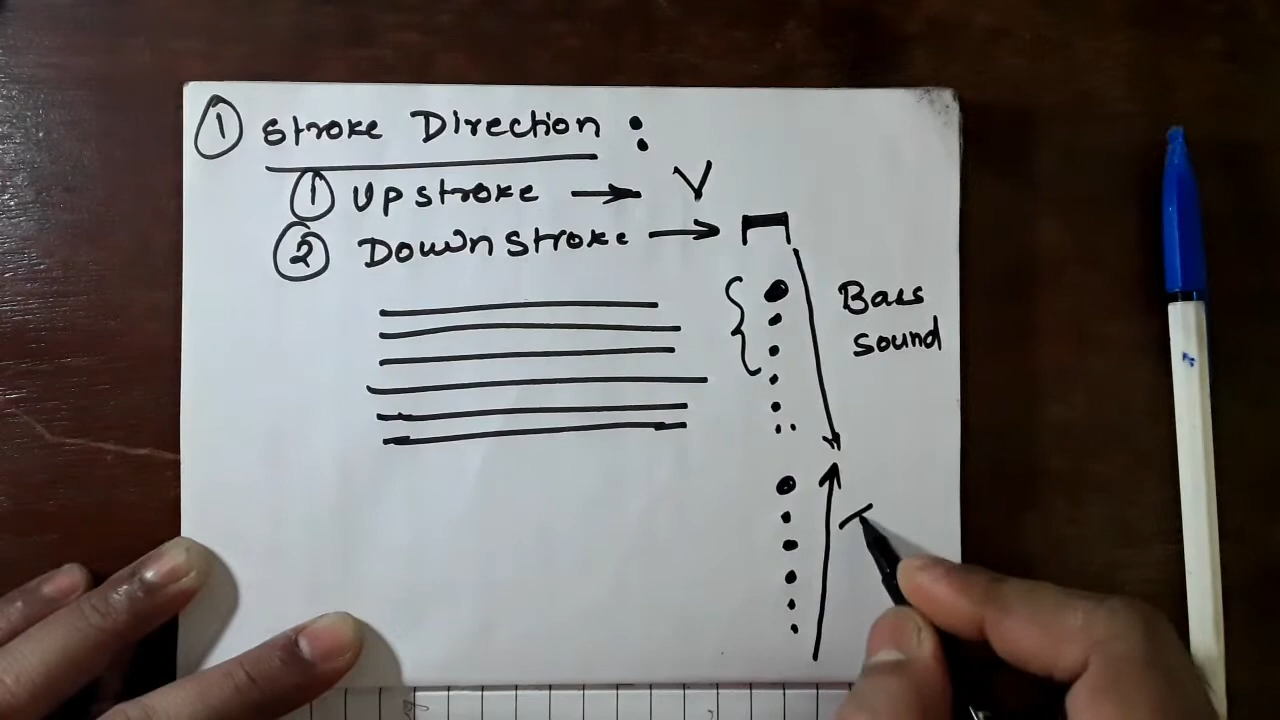 ① Stroke Direction :
① Upstroke → V
② Downstroke →
Bass
sound